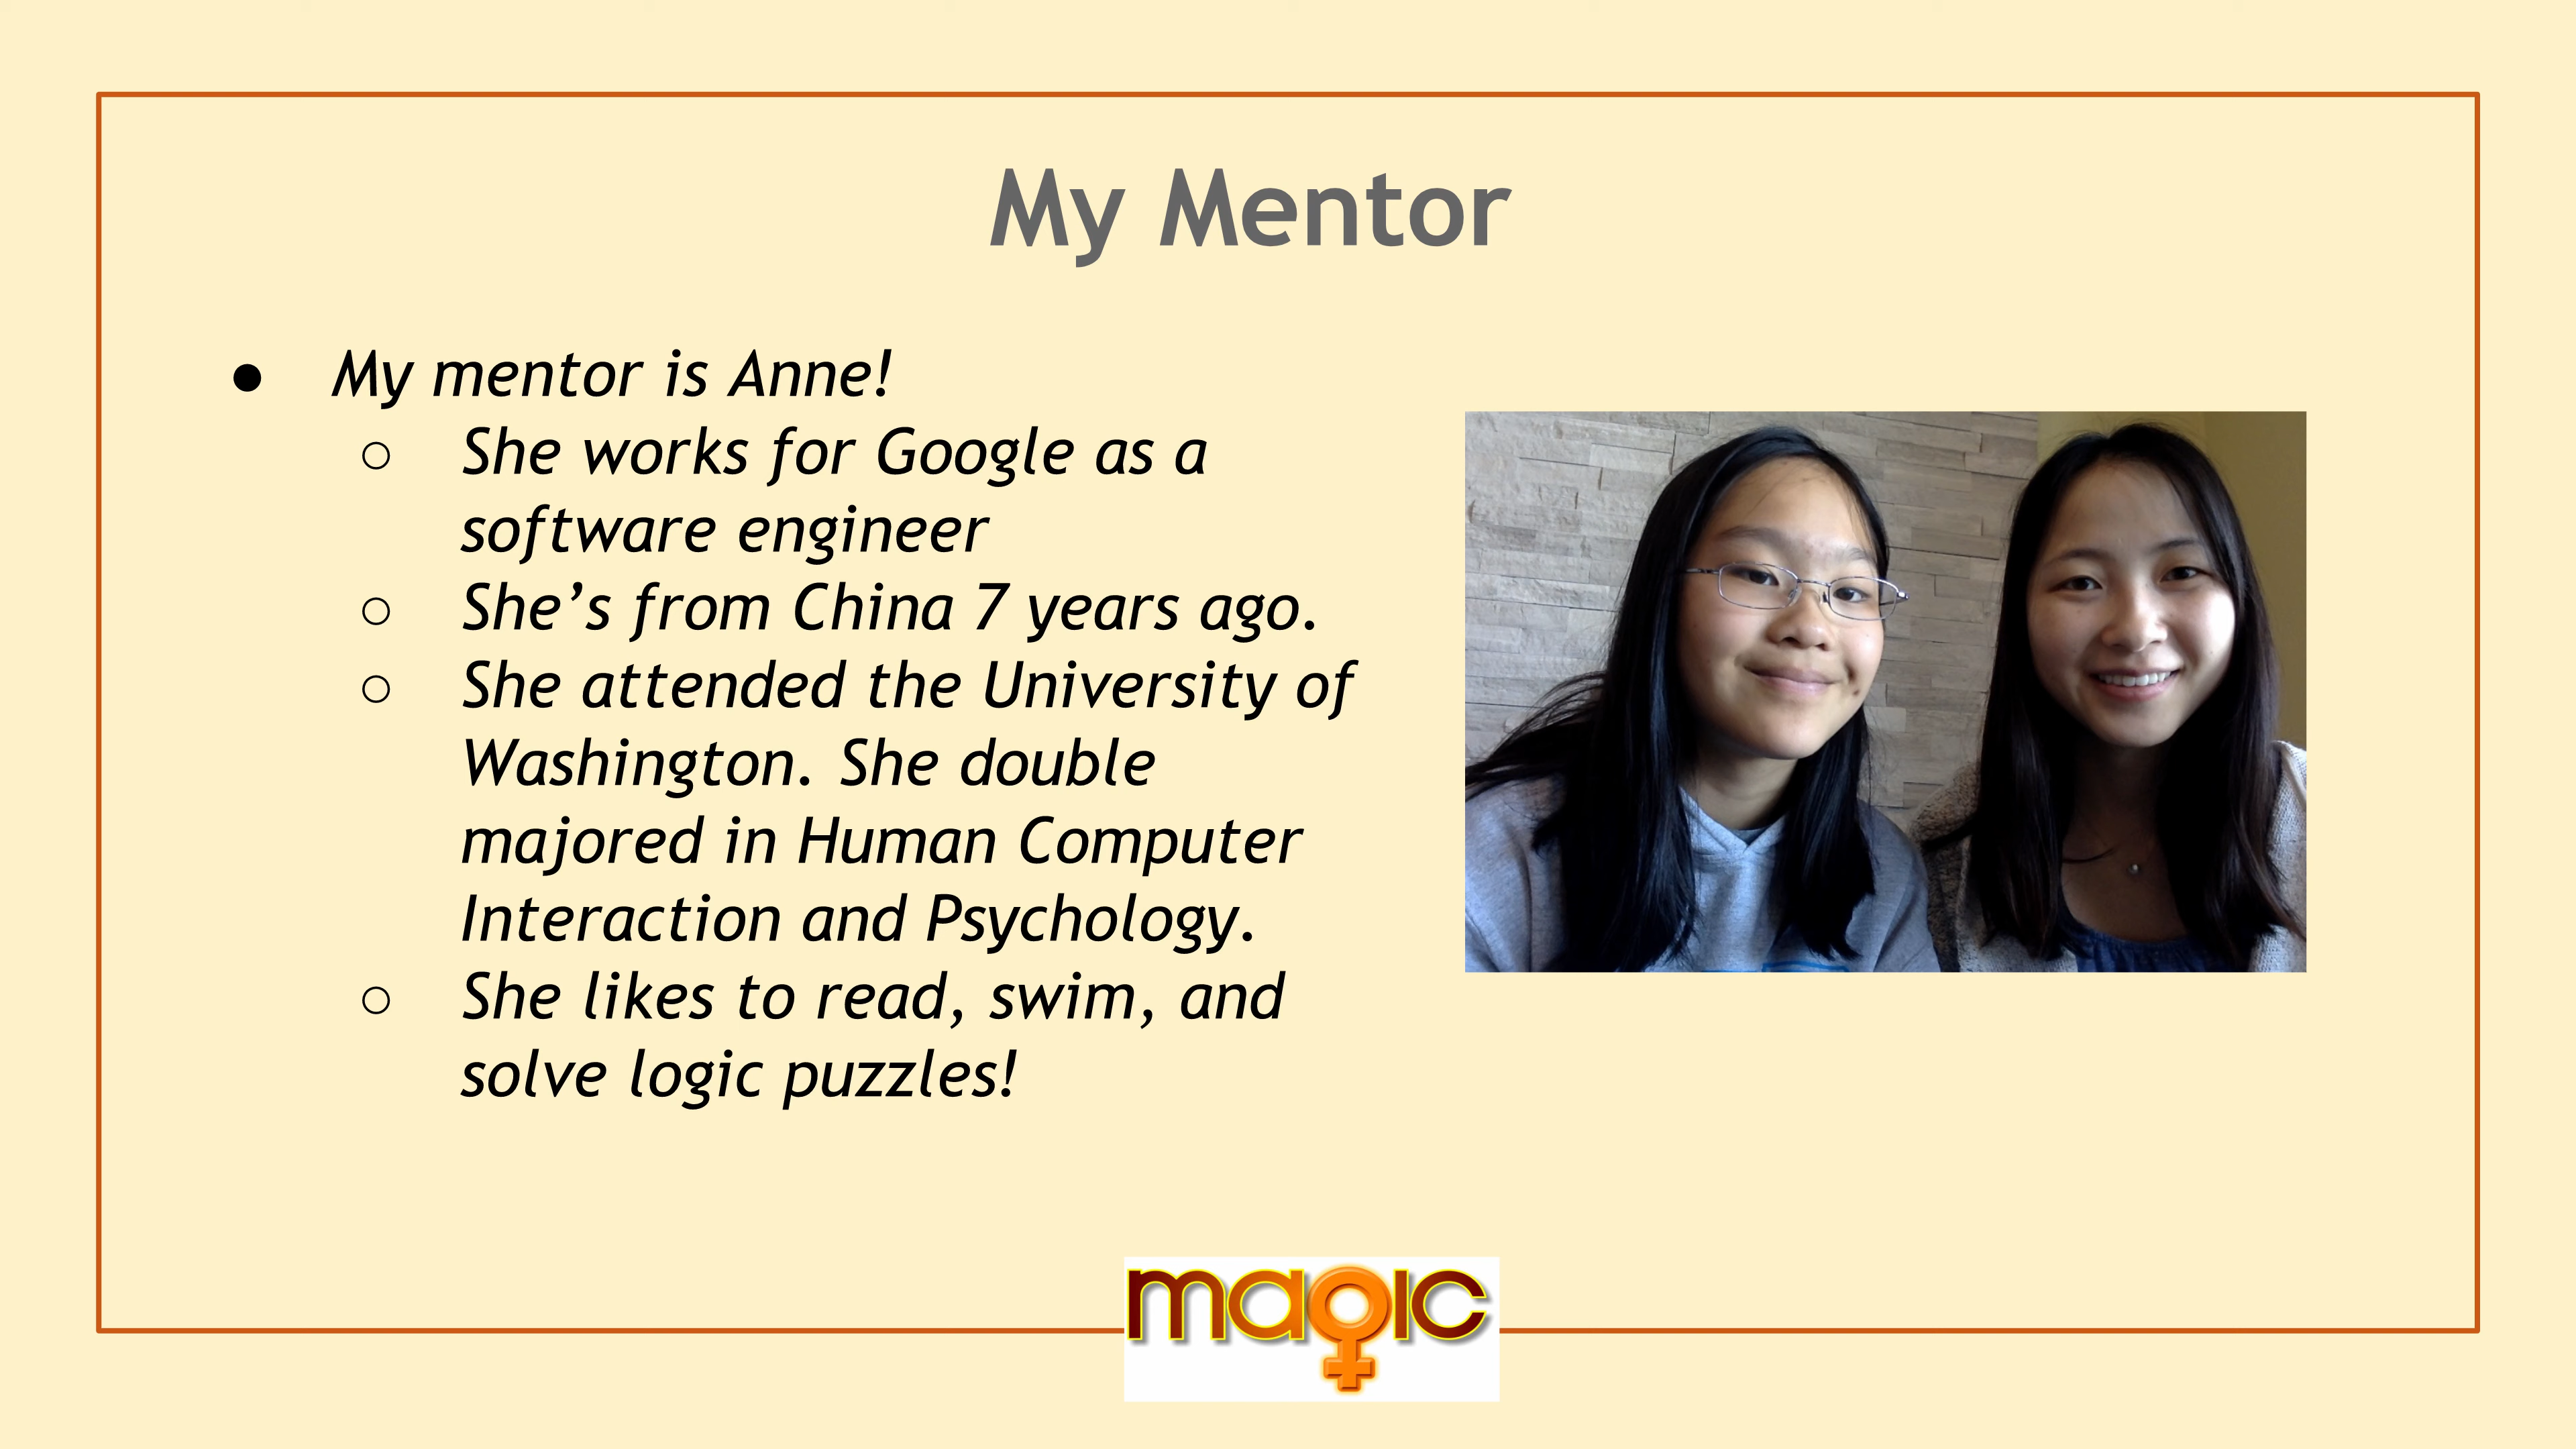 My Mentor
● My mentor is Anne!
○ She works for Google as a
software engineer
○ She’s from China 7 years ago.
○ She attended the University of
Washington. She double
majored in Human Computer
Interaction and Psychology.
○ She likes to read, swim, and
solve logic puzzles!
magic